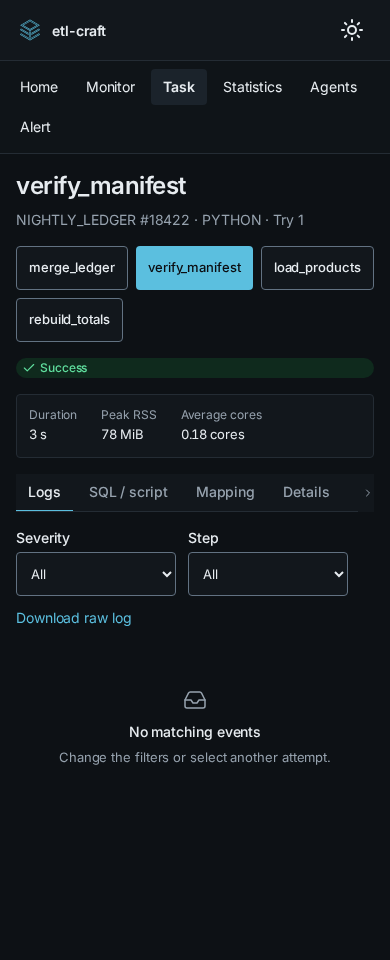 etl-craft
Home Monitor Task Statistics Agents
Alert
verify_manifest
NIGHTLY_LEDGER #18422 · PYTHON · Try 1
merge_ledger verify_manifest load_products
rebuild_totals
Success
Duration Peak RSS Average cores
3 s 78 MiB 0.18 cores
Logs SQL / script Mapping Details
Severity Step
All All
Download raw log
No matching events
Change the filters or select another attempt.